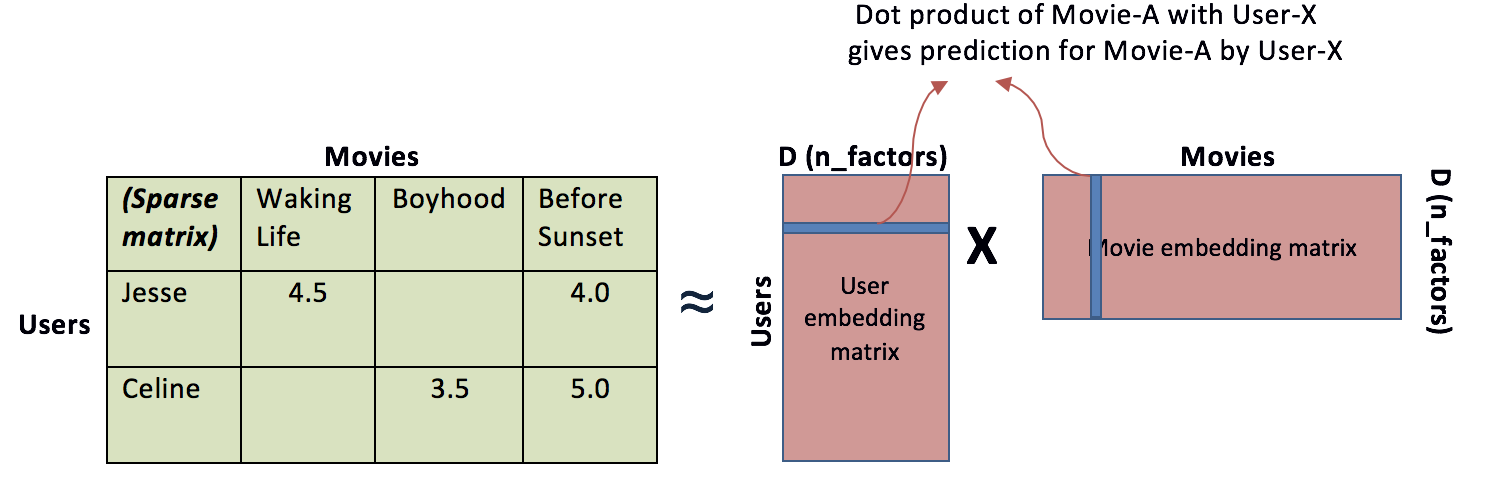 Dot product of Movie-A with User-X
gives prediction for Movie-A by User-X
Movies
(Sparse matrix)
Waking Life
Boyhood
Before Sunset
Jesse
4.5
4.0
Celine
3.5
5.0
Users
≈
D (n_factors)
Users
User
embedding
matrix
X
Movies
Movie embedding matrix
D (n_factors)